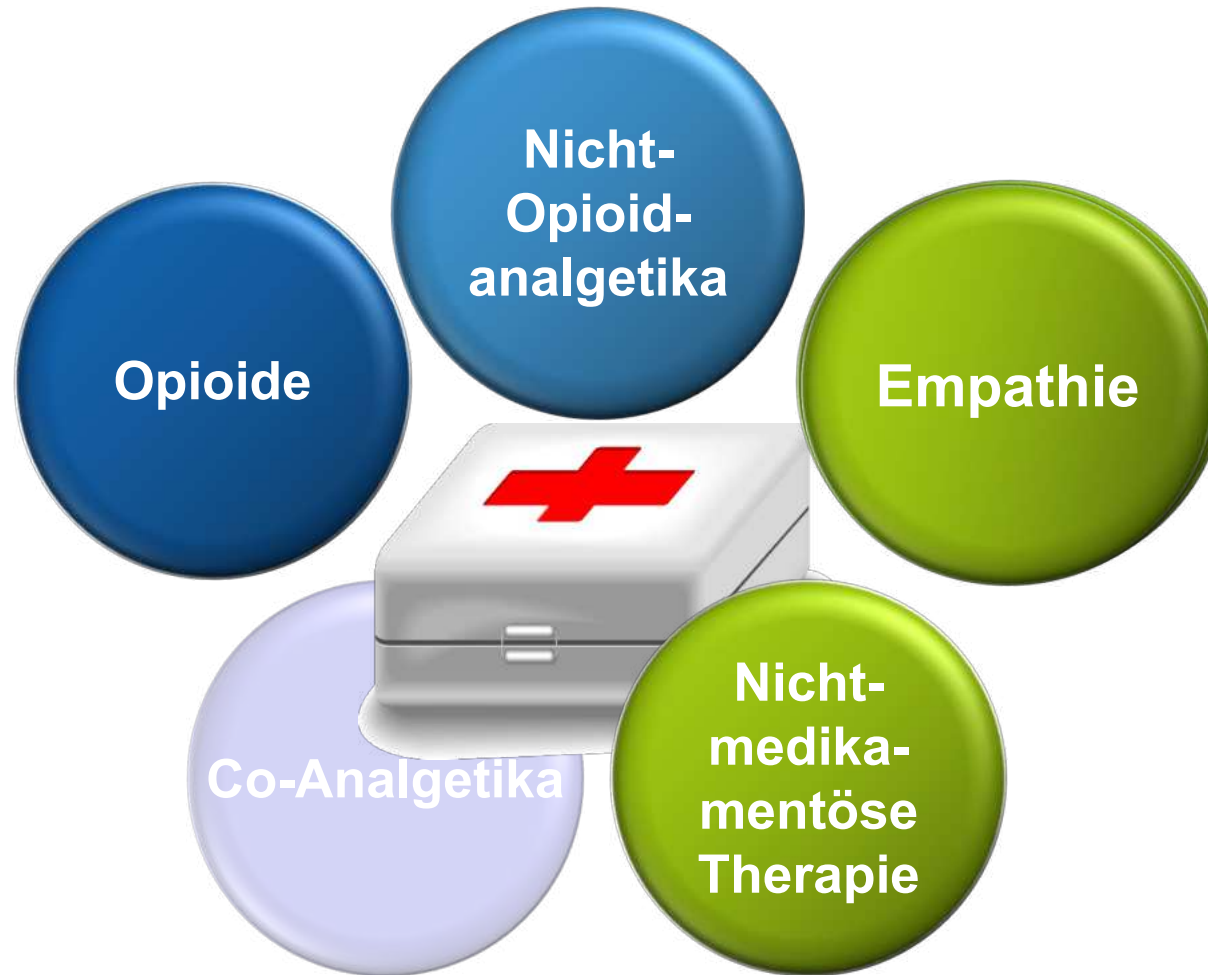 Nicht-
Opioid-
analgetika
Opioide
Empathie
Co-Analgetika
Nicht-
medika-
mentöse
Therapie